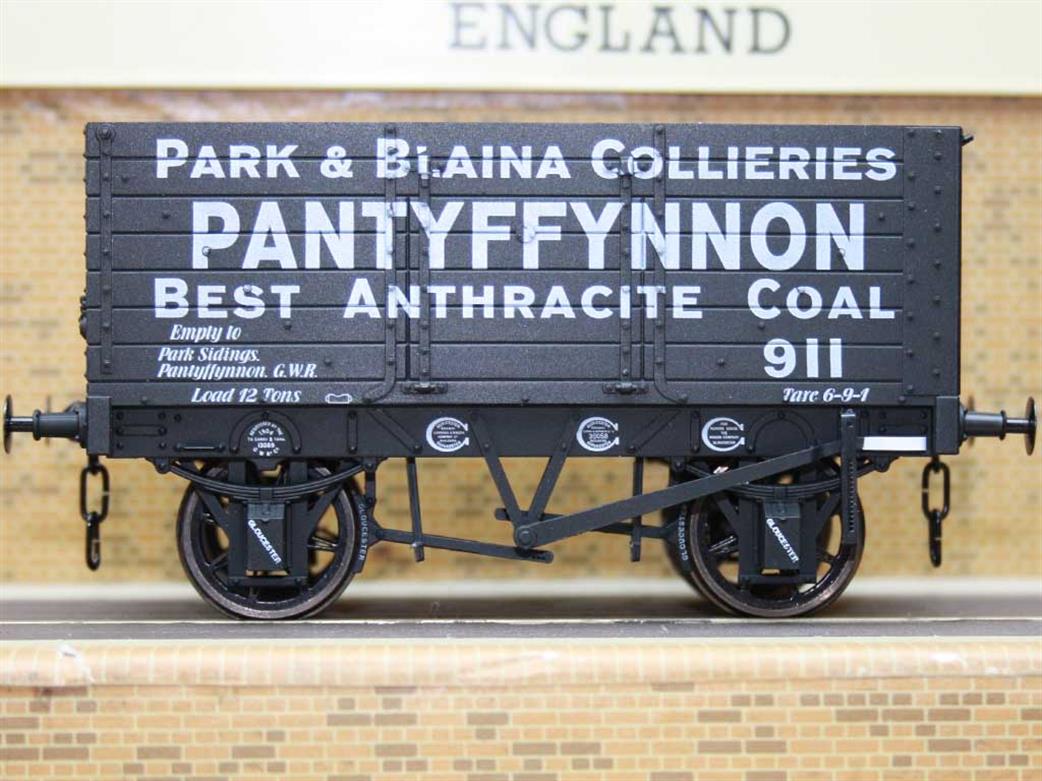 ENGLAND
PARK & BLAINA COLLIERIES
PANTYFFYNNON
BEST ANTHRACITE COAL
Empty to
Park Sidings.
Pantyffynnon. G.W.R.
911
Load 12 Tons
Tare 6-9-1
GLOUCESTER
GLOUCESTER
GLOUCESTER